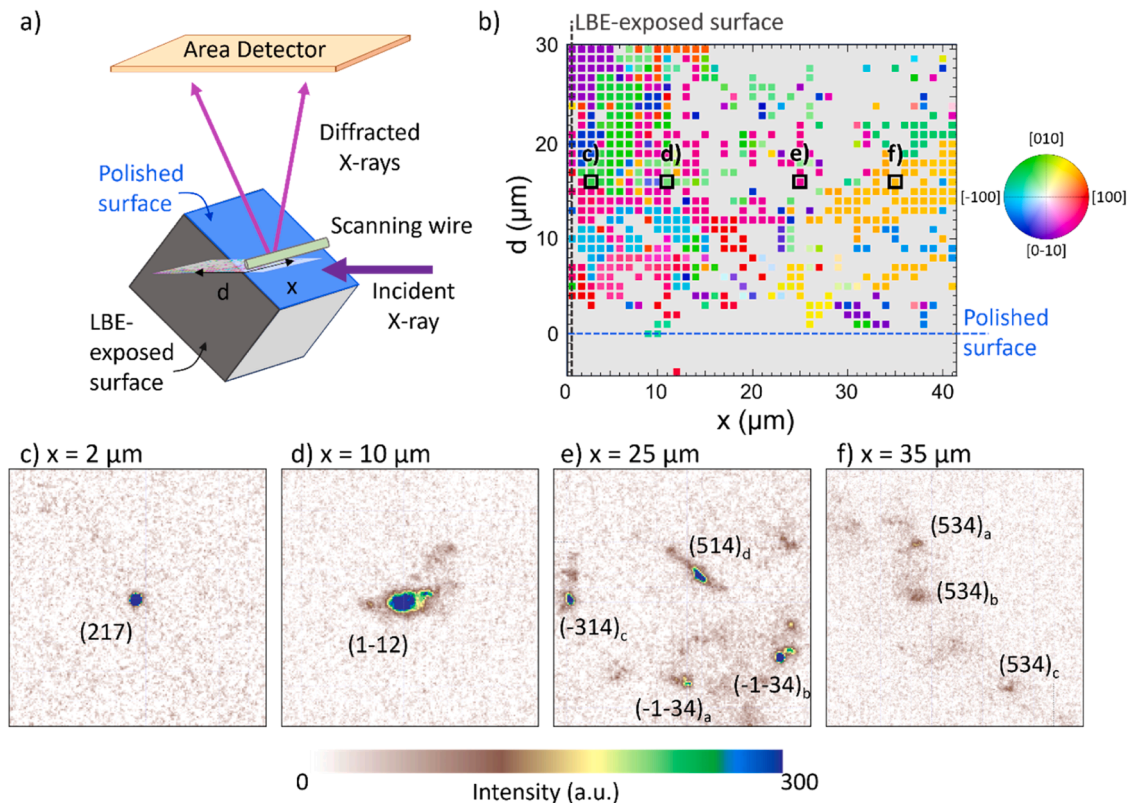 a)
Area Detector
Diffracted
X-rays
Polished
surface
Scanning wire
d
x
Incident
X-ray
LBE-
exposed
surface
b)
LBE-exposed surface
30
20
10
0
d (µm)
c)
d)
e)
f)
Polished
surface
0
10
20
30
40
x (µm)
[010]
[-100]
[100]
[0-10]
c) x = 2 µm
(217)
d) x = 10 µm
(1-12)
e) x = 25 µm
(514)d
(-314)c
(-1-34)b
(-1-34)a
f) x = 35 µm
(534)a
(534)b
(534)c
0
300
Intensity (a.u.)